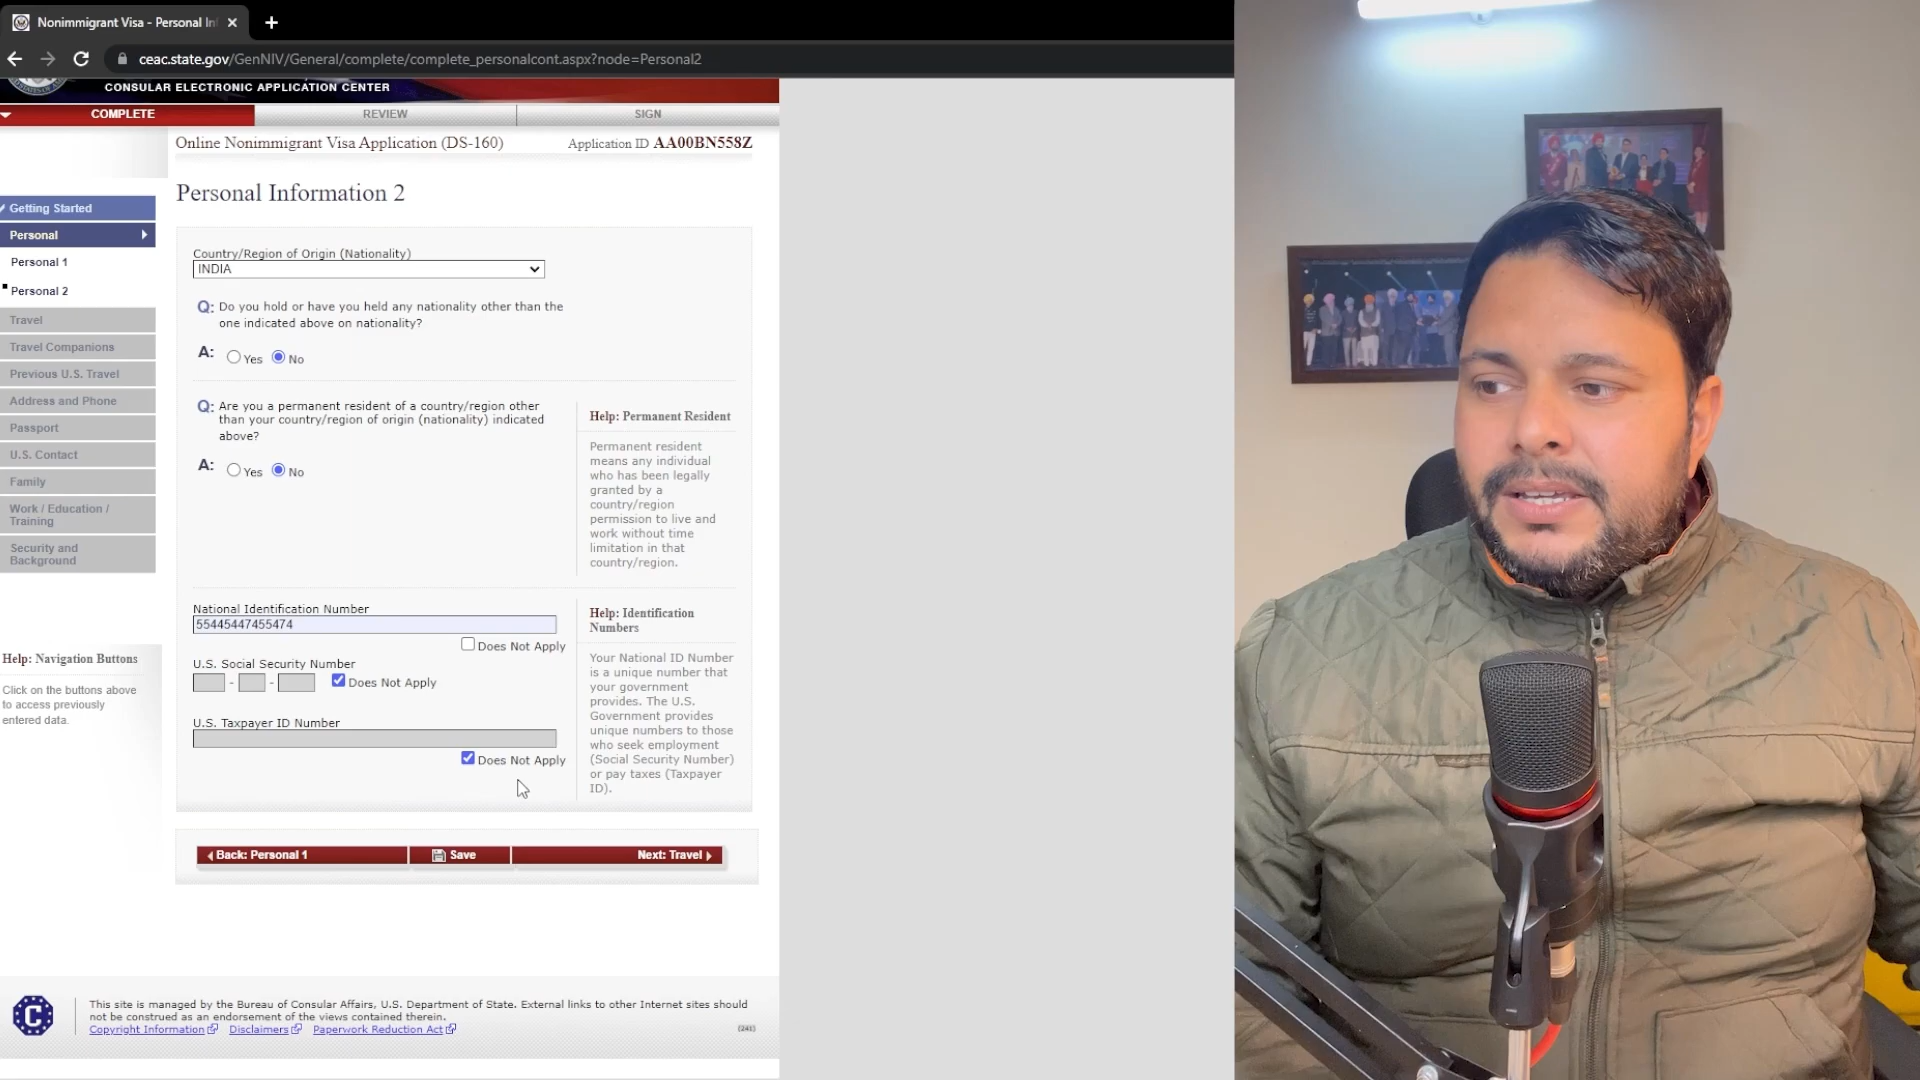 Nonimmigrant Visa - Personal In
ceac.state.gov/GenNIV/General/complete/complete_personalcont.aspx?node=Personal2
CONSULAR ELECTRONIC APPLICATION CENTER
COMPLETE
REVIEW
SIGN
Online Nonimmigrant Visa Application (DS-160)
Application ID AA00BN558Z
Personal Information 2
Getting Started
Personal
Personal 1
Personal 2
Travel
Travel Companions
Previous U.S. Travel
Address and Phone
Passport
U.S. Contact
Family
Work / Education /
Training
Security and
Background
Help: Navigation Buttons
Click on the buttons above
to access previously
entered data.
Country/Region of Origin (Nationality)
INDIA
Q: Do you hold or have you held any nationality other than the
one indicated above on nationality?
A: Yes No
Q: Are you a permanent resident of a country/region other
than your country/region of origin (nationality) indicated
above?
A: Yes No
Help: Permanent Resident
Permanent resident
means any individual
who has been legally
granted by a
country/region
permission to live and
work without time
limitation in that
country/region.
National Identification Number
55445447455474
Does Not Apply
U.S. Social Security Number
- - Does Not Apply
U.S. Taxpayer ID Number
Does Not Apply
Help: Identification
Numbers
Your National ID Number
is a unique number that
your government
provides. The U.S.
Government provides
unique numbers to those
who seek employment
(Social Security Number)
or pay taxes (Taxpayer
ID).
Back: Personal 1
Save
Next: Travel
This site is managed by the Bureau of Consular Affairs, U.S. Department of State. External links to other Internet sites should
not be construed as an endorsement of the views contained therein.
Copyright Information Disclaimers Paperwork Reduction Act
(241)